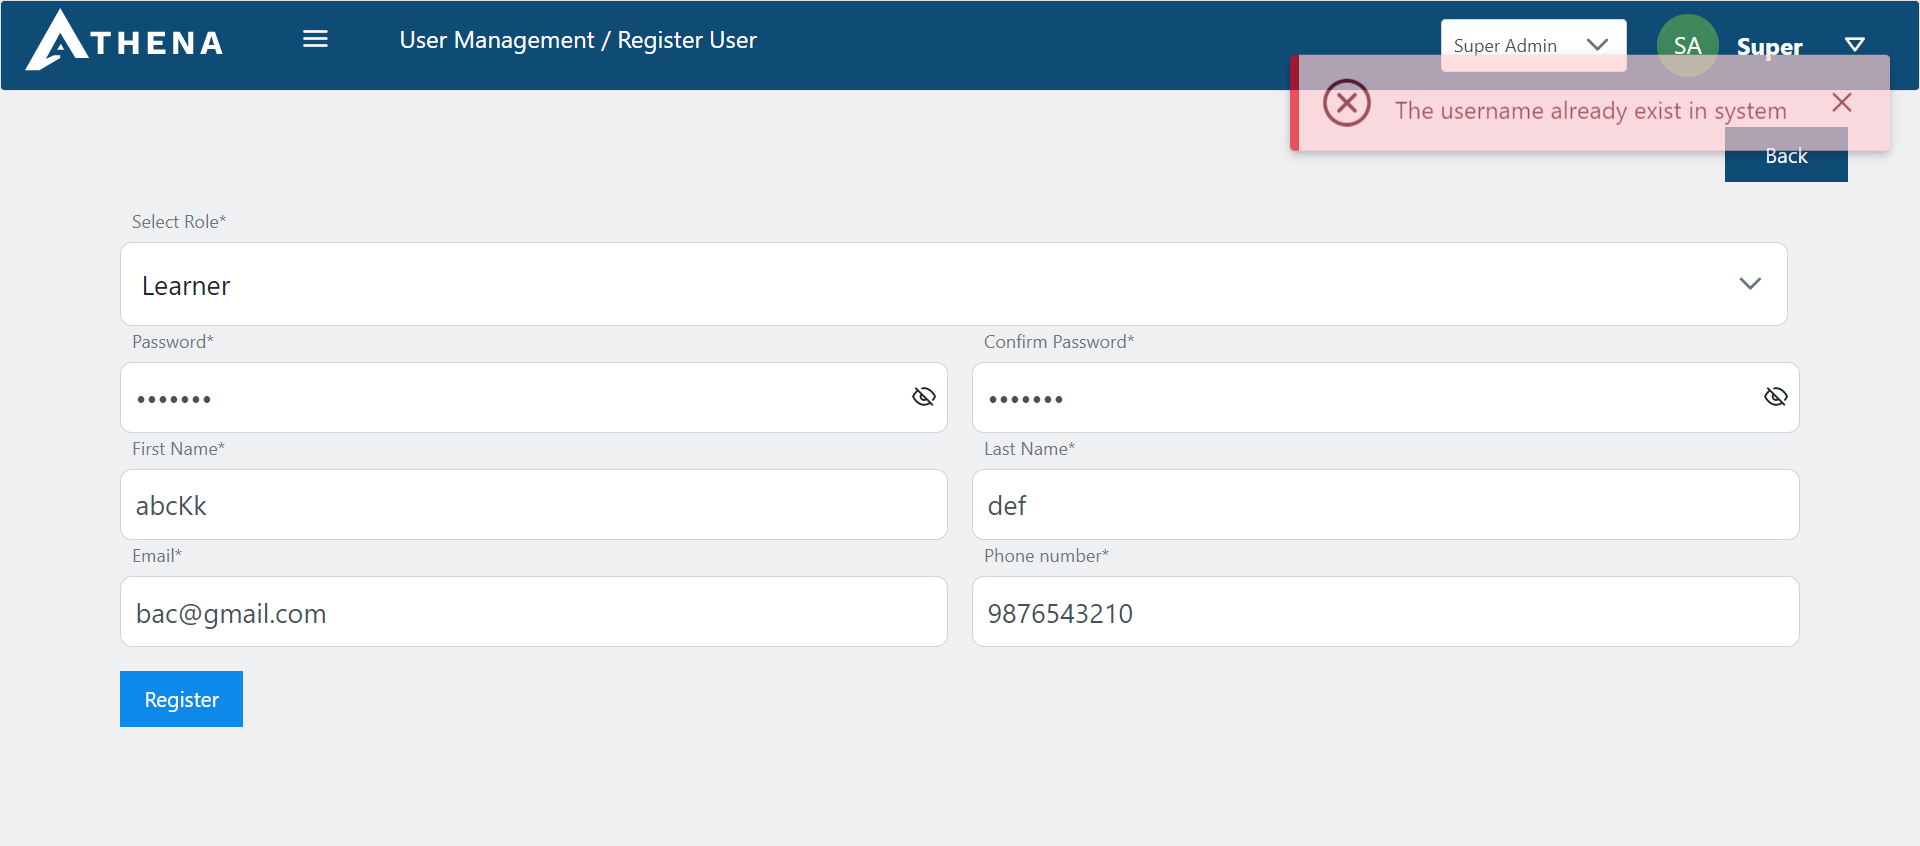 ATHENA
User Management / Register User
Super Admin
SA
Super
The username already exist in system
Back
Select Role*
Learner
Password*
Confirm Password*
•••••••
•••••••
First Name*
Last Name*
abcKk
def
Email*
Phone number*
bac@gmail.com
9876543210
Register